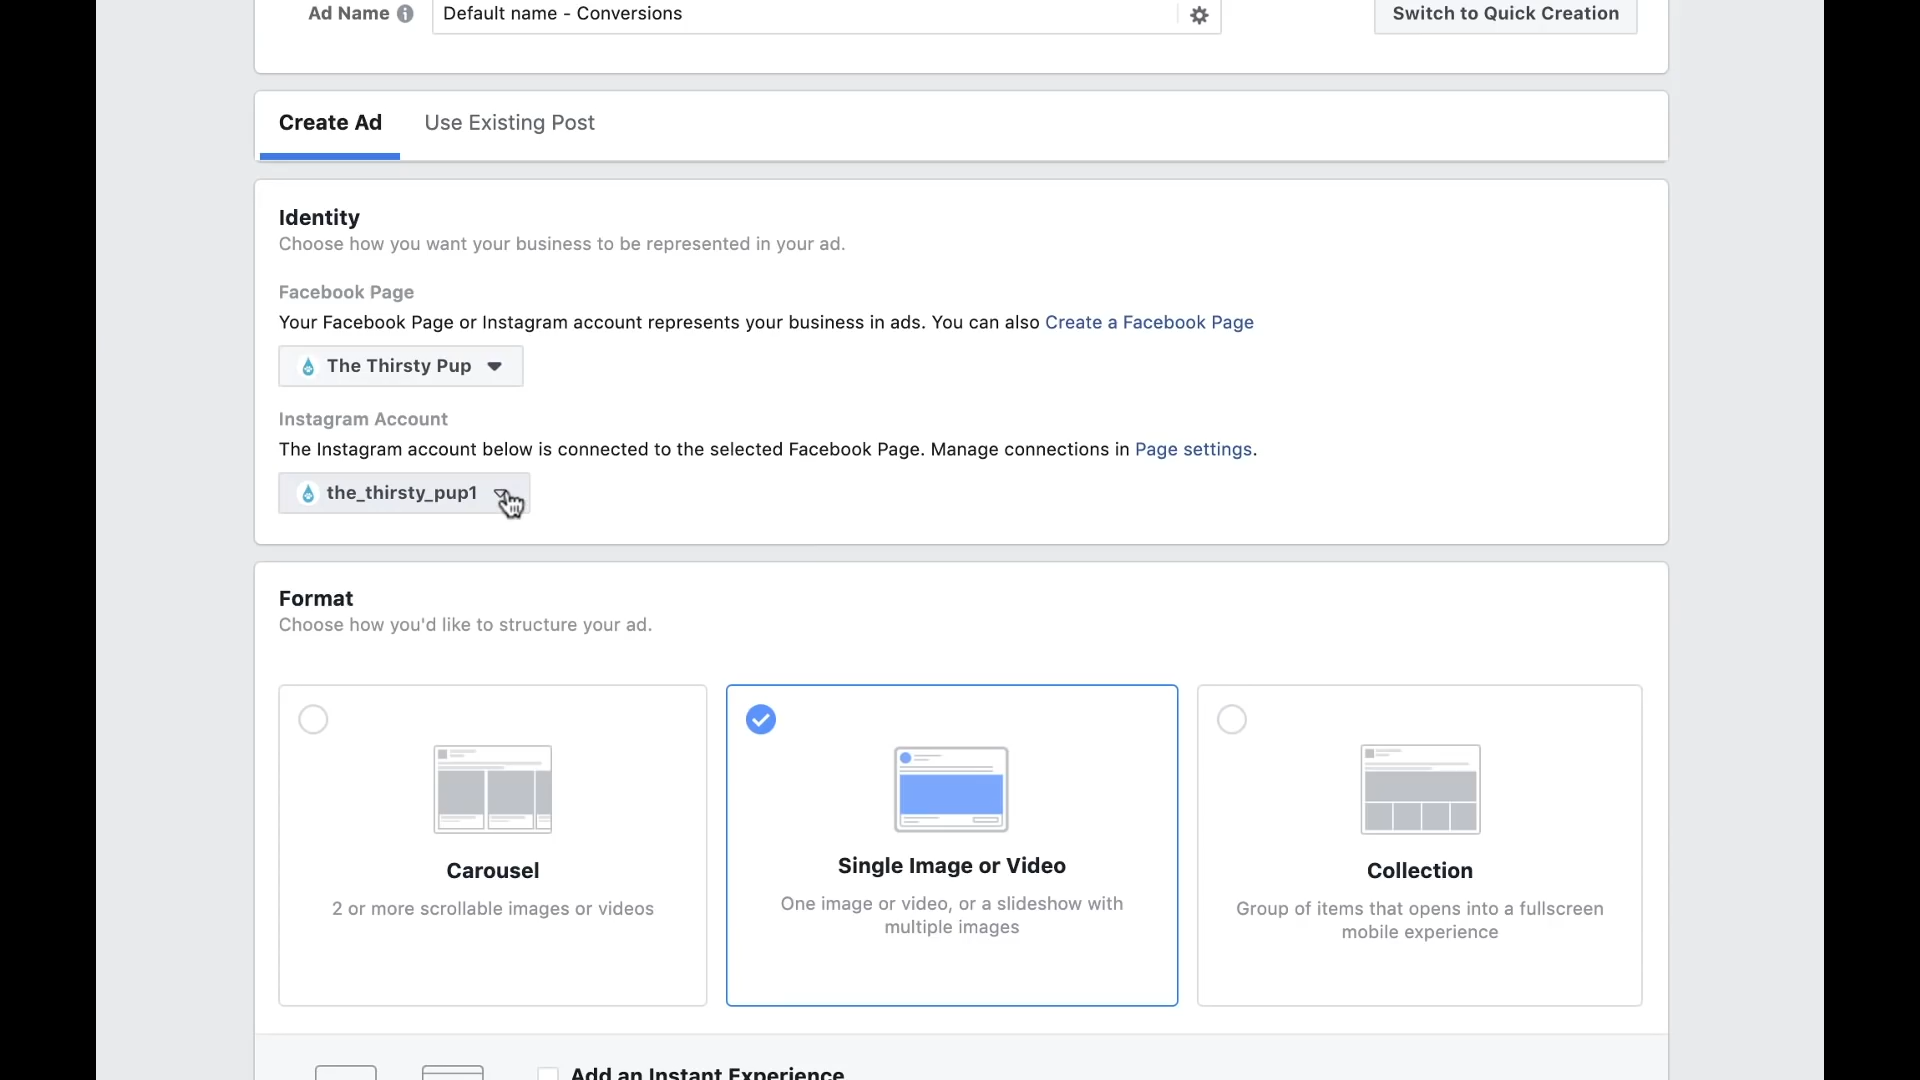 Ad Name
Default name - Conversions
Switch to Quick Creation
Create Ad
Use Existing Post
Identity
Choose how you want your business to be represented in your ad.
Facebook Page
Your Facebook Page or Instagram account represents your business in ads. You can also Create a Facebook Page
The Thirsty Pup
Instagram Account
The Instagram account below is connected to the selected Facebook Page. Manage connections in Page settings.
the_thirsty_pup1
Format
Choose how you'd like to structure your ad.
Carousel
2 or more scrollable images or videos
Single Image or Video
One image or video, or a slideshow with
multiple images
Collection
Group of items that opens into a fullscreen
mobile experience
Add an Instant Experience